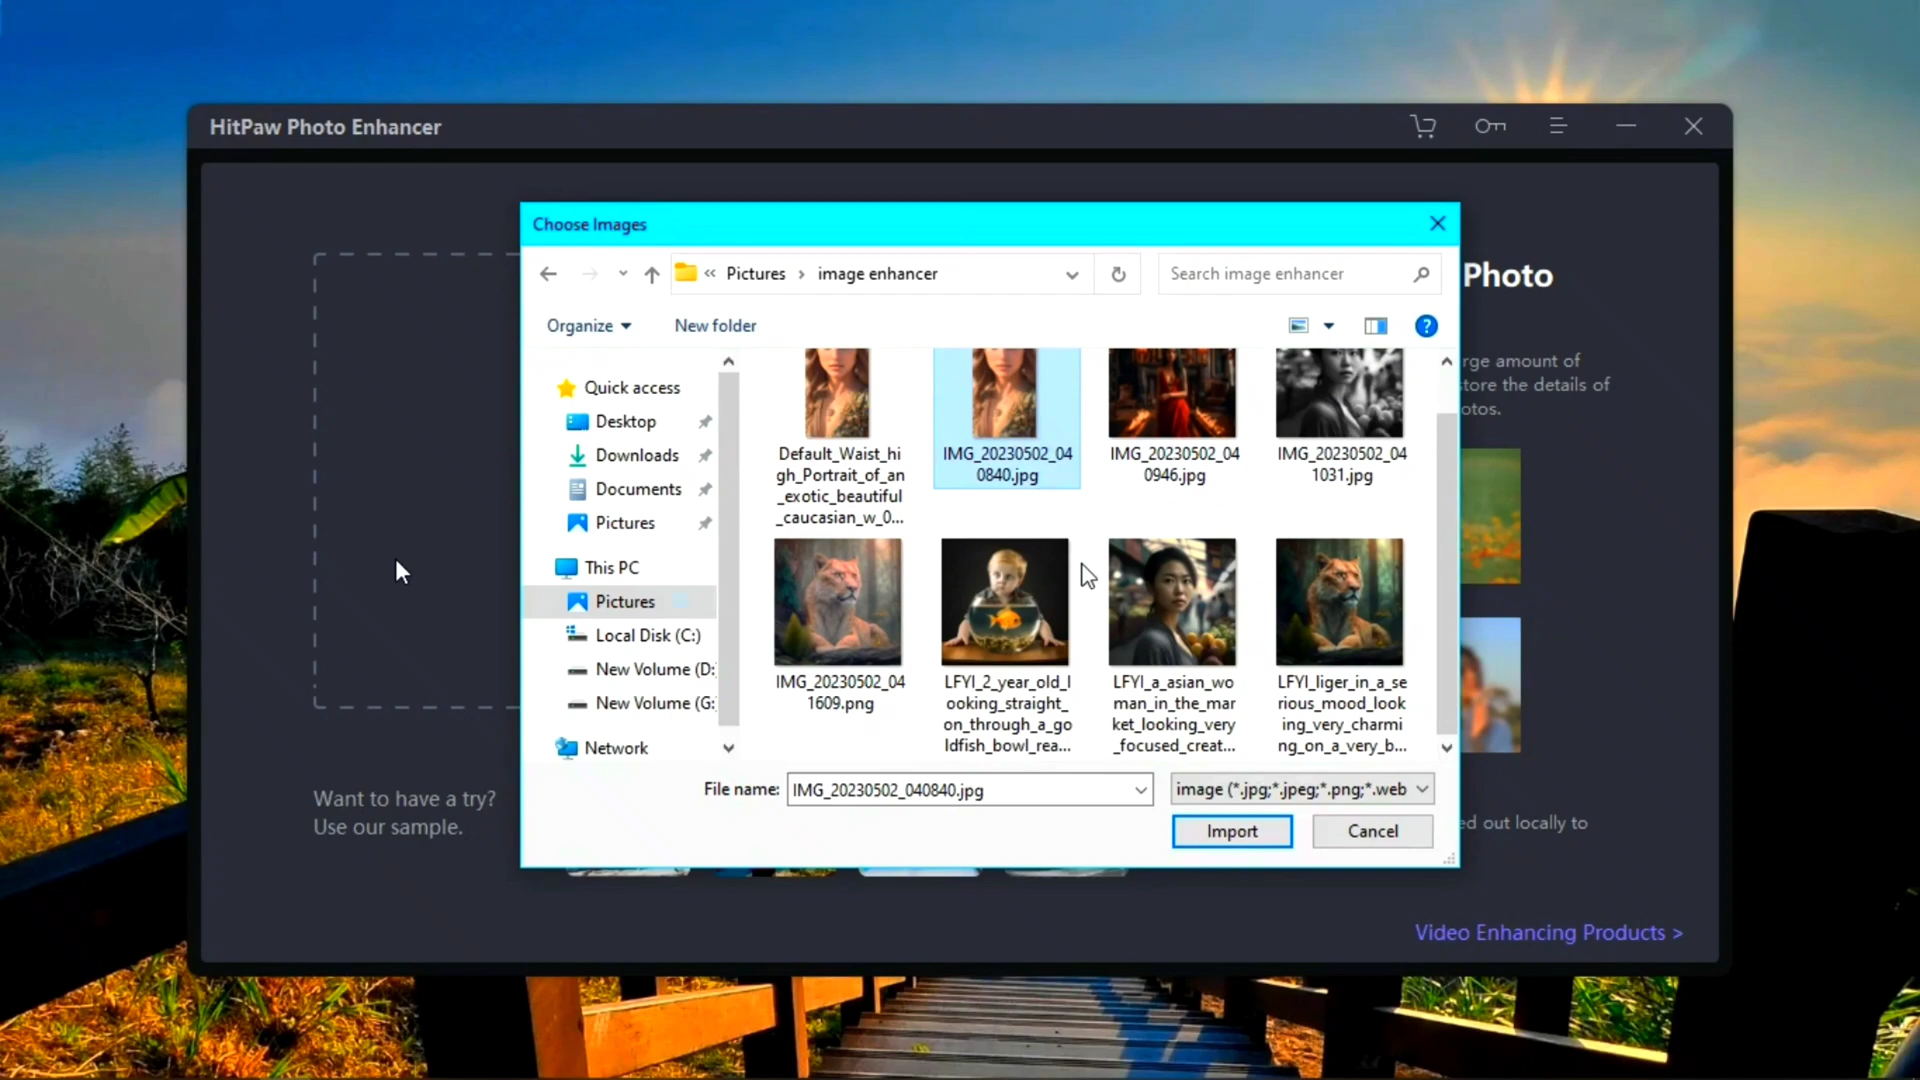 HitPaw Photo Enhancer
Choose Images
« Pictures › image enhancer
Search image enhancer
Organize
New folder
Photo
rge amount of
store the details of
otos.
Quick access
Desktop
Downloads
Documents
Pictures
This PC
Pictures
Local Disk (C:)
New Volume (D:
New Volume (G:
Network
Default_Waist_hi
gh_Portrait_of_an
_exotic_beautiful
_caucasian_w_0...
IMG_20230502_04
0840.jpg
IMG_20230502_04
0946.jpg
IMG_20230502_04
1031.jpg
IMG_20230502_04
1609.png
LFYI_2_year_old_l
ooking_straight_
on_through_a_go
ldfish_bowl_rea...
LFYI_a_asian_wo
man_in_the_mar
ket_looking_very
_focused_creat...
LFYI_liger_in_a_se
rious_mood_look
ing_very_charmi
ng_on_a_very_b...
File name:
IMG_20230502_040840.jpg
image (*.jpg;*.jpeg;*.png;*.web
Import
Cancel
Want to have a try?
Use our sample.
ed out locally to
Video Enhancing Products >